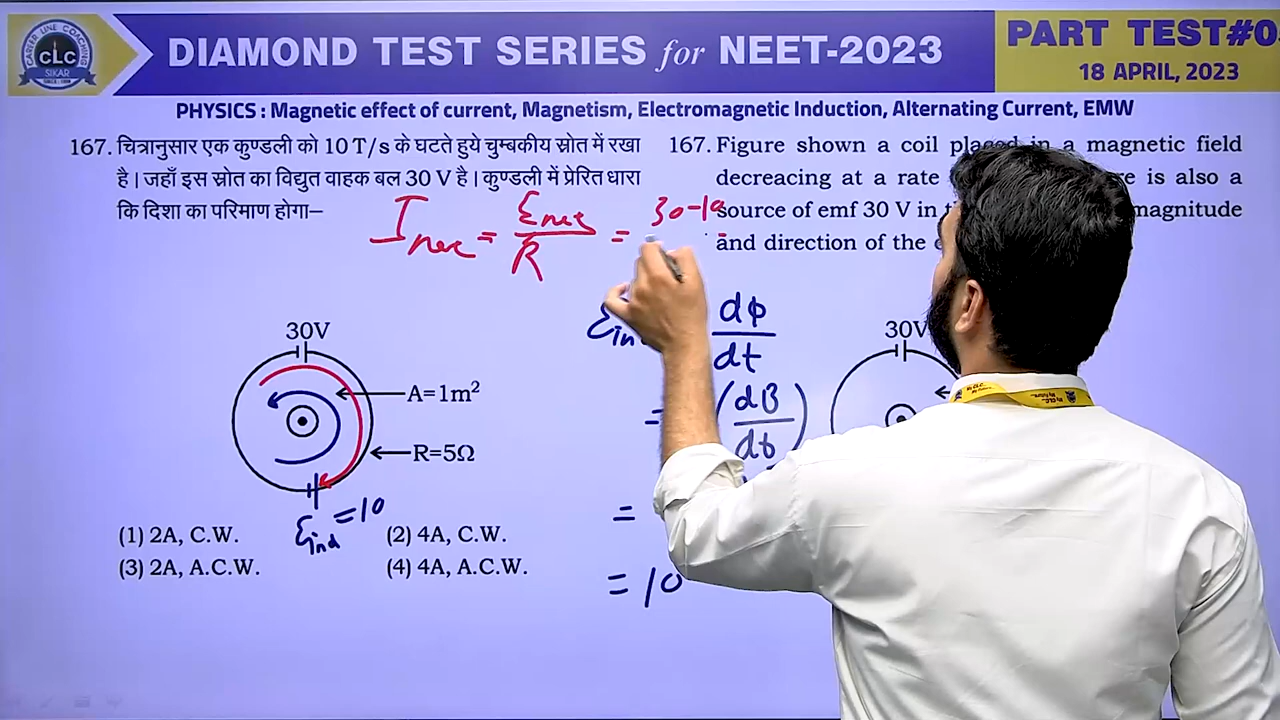 CAREER LINE COACHING
CLC
SIKAR
DIAMOND TEST SERIES for NEET-2023
PART TEST#0
18 APRIL, 2023
PHYSICS : Magnetic effect of current, Magnetism, Electromagnetic Induction, Alternating Current, EMW
167. चित्रानुसार एक कुण्डली को 10 T/s के घटते हुये चुम्बकीय स्रोत में रखा
है। जहाँ इस स्रोत का विद्युत वाहक बल 30 V है। कुण्डली में प्रेरित धारा
कि दिशा का परिमाण होगा–
I = ε / R = 30-10
30V
A=1m²
R=5Ω
εind =10
(1) 2A, C.W. (2) 4A, C.W.
(3) 2A, A.C.W. (4) 4A, A.C.W.
167. Figure shown a coil placed in a magnetic field
decreacing at a rate is also a
source of emf 30 V in magnitude
and direction of the
dϕ
dt
= (dB
dt)
=
= 10
30V